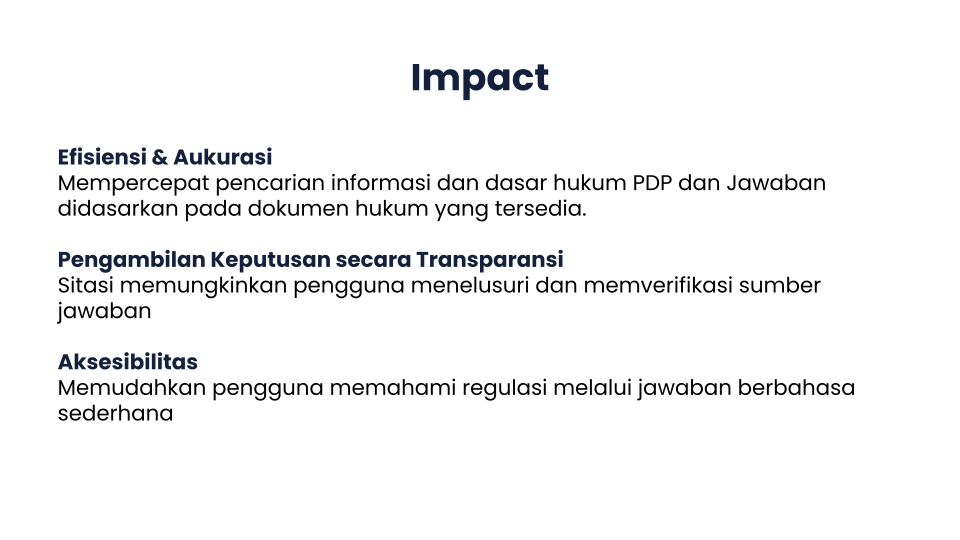 Impact
Efisiensi & Aukurasi
Mempercepat pencarian informasi dan dasar hukum PDP dan Jawaban
didasarkan pada dokumen hukum yang tersedia.
Pengambilan Keputusan secara Transparansi
Sitasi memungkinkan pengguna menelusuri dan memverifikasi sumber
jawaban
Aksesibilitas
Memudahkan pengguna memahami regulasi melalui jawaban berbahasa
sederhana